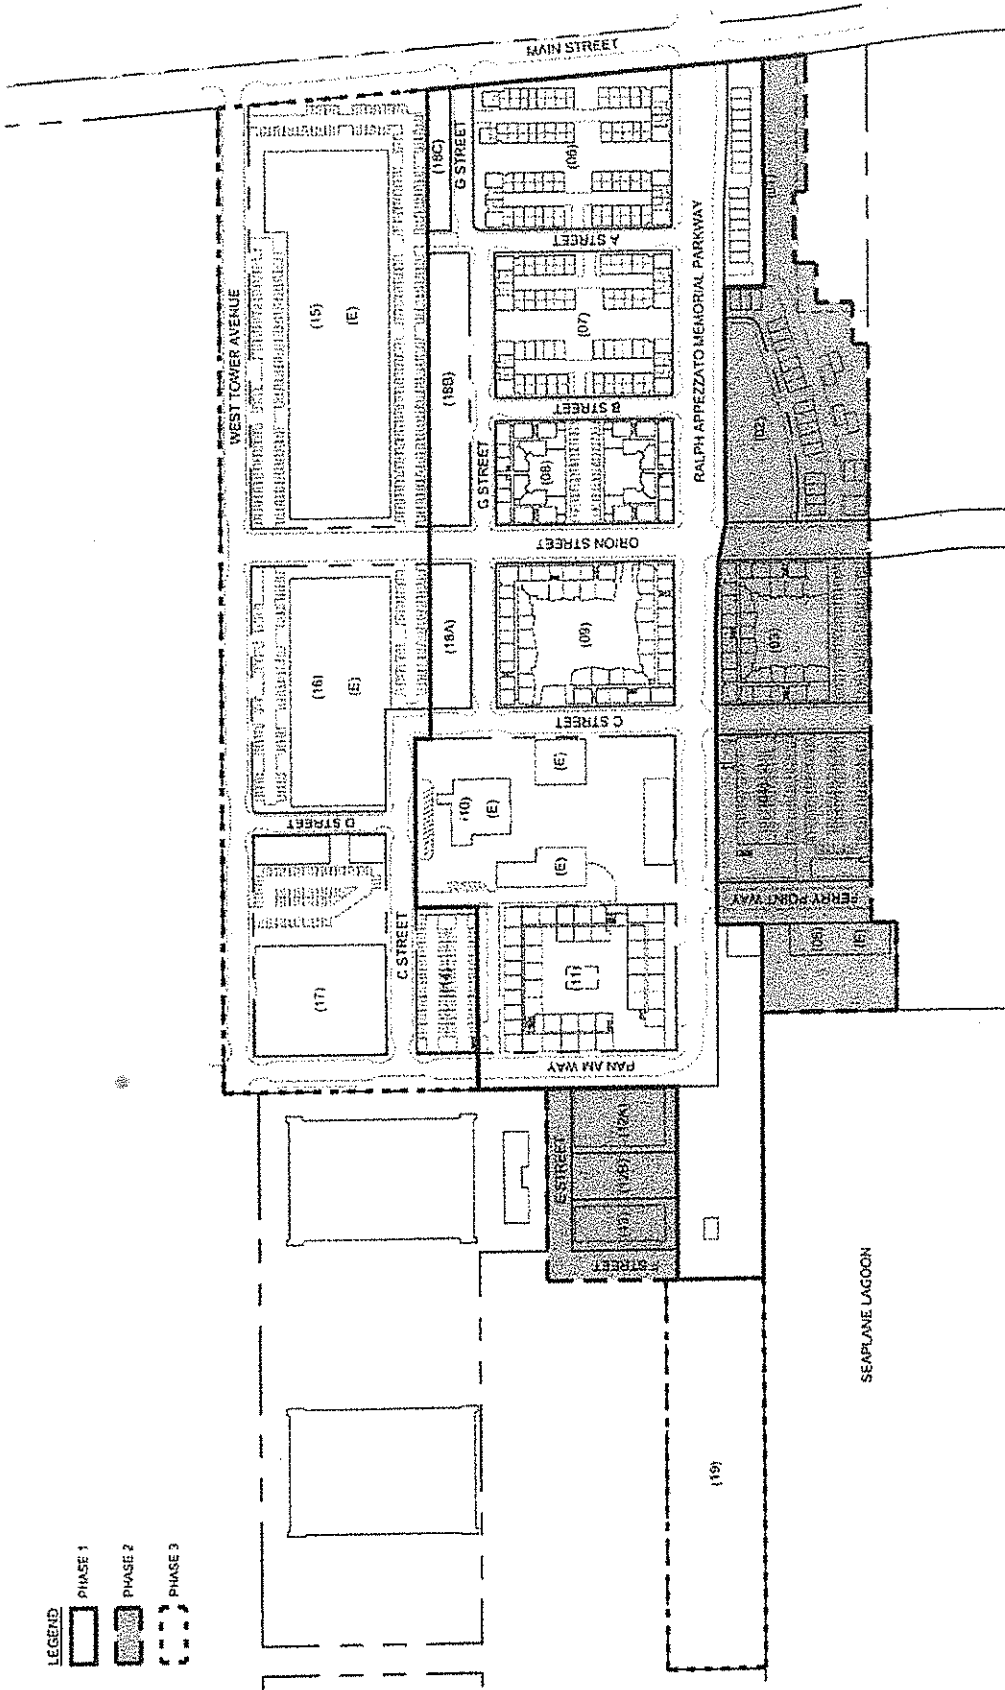 LEGEND
PHASE 1
PHASE 2
PHASE 3
MAIN STREET
WEST TOWER AVENUE
(15)
(E)
(16)
(E)
(17)
D STREET
C STREET
(18C)
G STREET
(18B)
G STREET
(18A)
(06)
A STREET
(07)
B STREET
(08)
ORION STREET
(09)
C STREET
(10)
(E)
(E)
(E)
(11)
PAN AM WAY
RALPH APPEZZATO MEMORIAL PARKWAY
(02)
(03)
FERRY POINT WAY
(05)
(E)
E STREET
(12A)
(12B)
(13)
F STREET
(19)
SEAPLANE LAGOON